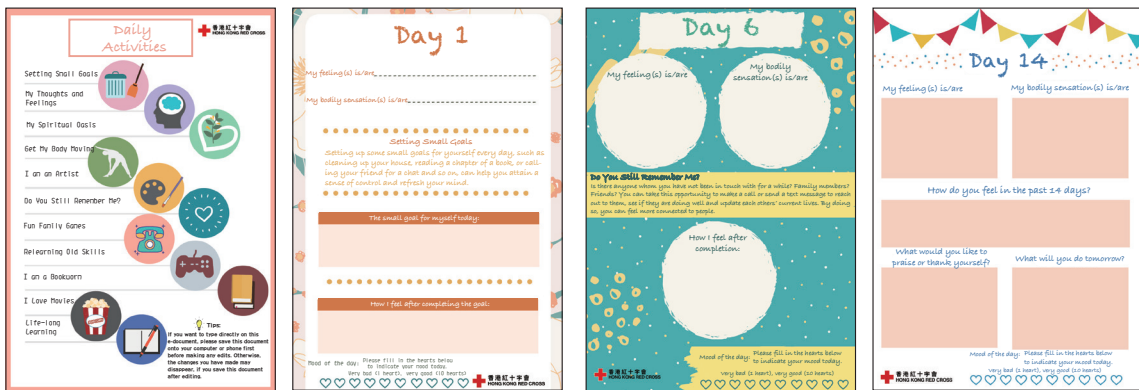 Daily
Activities
香港紅十字會
HONG KONG RED CROSS
Setting Small Goals
My Thoughts and
Feelings
My Spiritual Oasis
Get My Body Moving
I am an Artist
Do You Still Remember Me?
Fun Family Games
Relearning Old Skills
I am a Bookworm
I Love Movies
Life-long
Learning
Tips:
If you want to type directly on this
e-document, please save this document
onto your computer or phone first
before making any edits. Otherwise,
the changes you have made may
disappear, if you save this document
after editing.
Day 1
My feeling(s) is/are
My bodily sensation(s) is/are
Setting Small Goals
Setting up some small goals for yourself every day, such as
cleaning up your house, reading a chapter of a book, or call-
ing your friend for a chat and so on, can help you attain a
sense of control and refresh your mind.
The small goal for myself today:
How I feel after completing the goal:
Mood of the day: Please fill in the hearts below
to indicate your mood today.
Very bad (1 heart), very good (10 hearts)
香港紅十字會
HONG KONG RED CROSS
Day 6
My feeling(s) is/are
My bodily
sensation(s) is/are
Do You Still Remember Me?
Is there anyone whom you have not been in touch with for a while? Family members?
Friends? You can take this opportunity to make a call or send a text message to reach
out to them, see if they are doing well and update each others' current lives. By doing
so, you can feel more connected to people.
How I feel after
completion:
Mood of the day: Please fill in the hearts below
to indicate your mood today.
very bad (1 heart), very good (10 hearts)
香港紅十字會
HONG KONG RED CROSS
Day 14
My feeling(s) is/are
My bodily sensation(s) is/are
How do you feel in the past 14 days?
What would you like to
praise or thank yourself?
What will you do tomorrow?
Mood of the day: Please fill in the hearts below
to indicate your mood today.
very bad (1 heart), very good (10 hearts)
香港紅十字會
HONG KONG RED CROSS